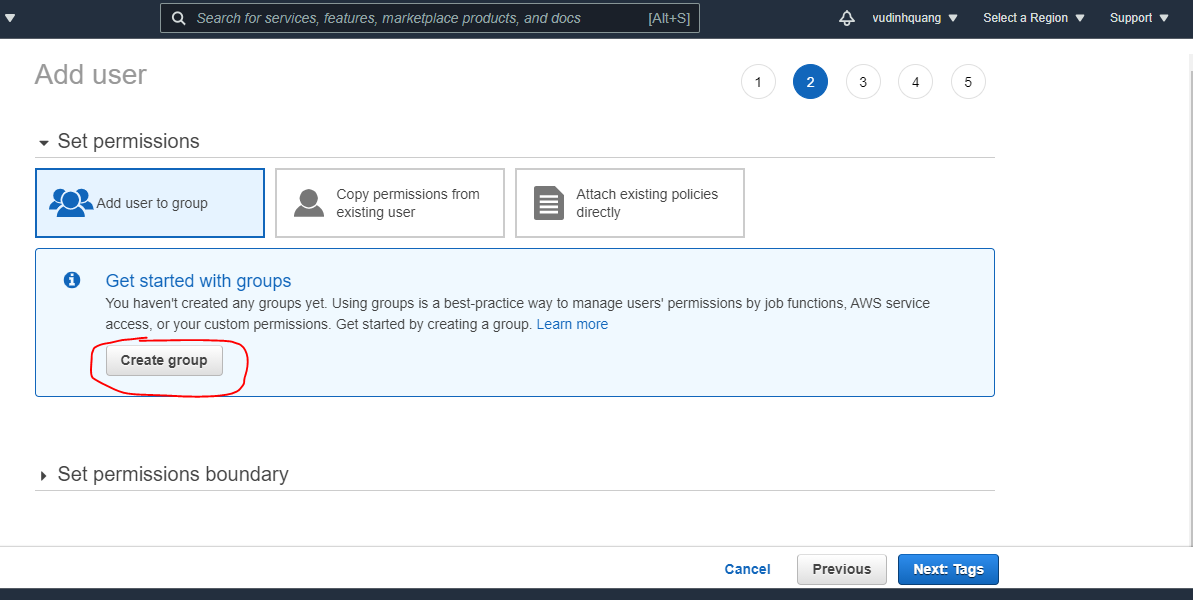 Search for services, features, marketplace products, and docs [Alt+S] vudinhquang Select a Region Support
Add user
1 2 3 4 5
Set permissions
Add user to group
Copy permissions from
existing user
Attach existing policies
directly
Get started with groups
You haven't created any groups yet. Using groups is a best-practice way to manage users' permissions by job functions, AWS service
access, or your custom permissions. Get started by creating a group. Learn more
Create group
Set permissions boundary
Cancel Previous Next: Tags